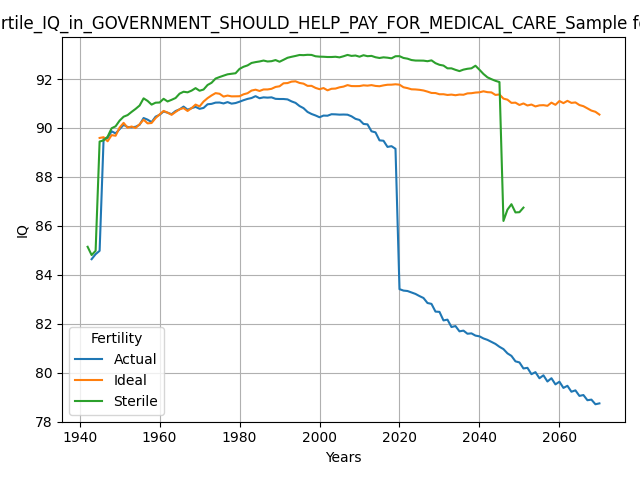 rtile_IQ_in_GOVERNMENT_SHOULD_HELP_PAY_FOR_MEDICAL_CARE_Sample f
92
90
88
86
84
82
80
78
IQ
Fertility
Actual
Ideal
Sterile
1940
1960
1980
2000
2020
2040
2060
Years